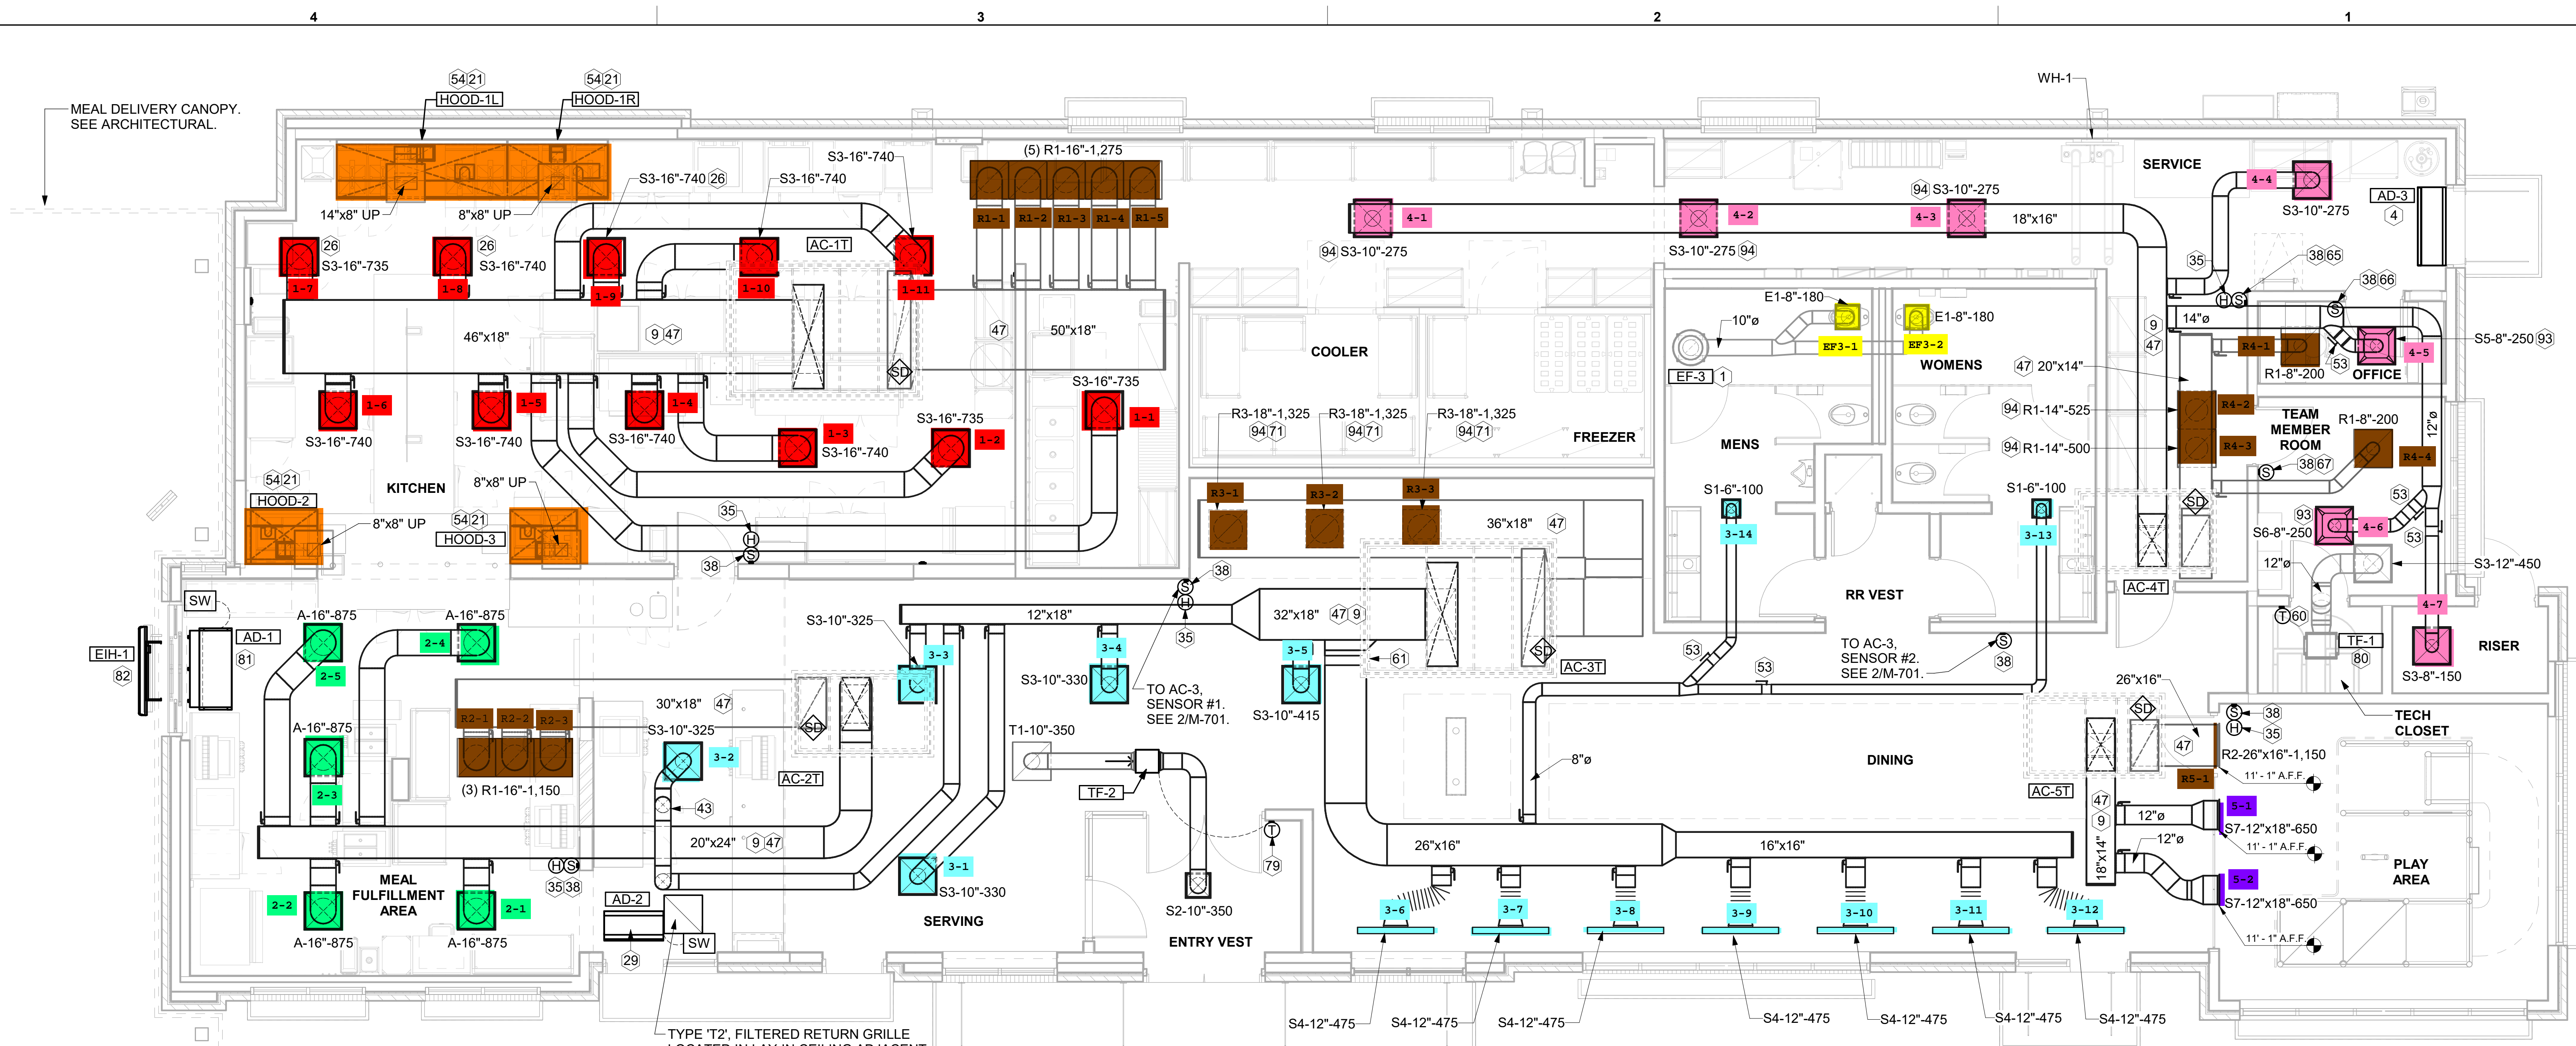 4
3
2
1
MEAL DELIVERY CANOPY.
SEE ARCHITECTURAL.
54 21
HOOD-1L
54 21
HOOD-1R
14"x8" UP
8"x8" UP
S3-16"-740 26
S3-16"-740
S3-16"-740
(5) R1-16"-1,275
R1-1
R1-2
R1-3
R1-4
R1-5
WH-1
SERVICE
AD-3
4
26
S3-16"-735
26
S3-16"-740
AC-1T
1-7
1-8
1-9
1-10
1-11
46"x18"
9 47
47
50"x18"
SD
4-1
4-2
4-3
4-4
94 S3-10"-275
94 S3-10"-275
S3-10"-275 94
18"x16"
S3-10"-275
35
38 65
38 66
H S
S
E1-8"-180
E1-8"-180
10"ø
EF3-1
EF3-2
EF-3 1
WOMENS
MENS
COOLER
FREEZER
9
47
14"ø
R4-1
R1-8"-200
53
4-5
OFFICE
S5-8"-250 93
47 20"x14"
94 R1-14"-525
94 R1-14"-500
R4-2
R4-3
TEAM
MEMBER
ROOM
R1-8"-200
R4-4
12"ø
S
38 67
1-6
1-5
1-4
1-3
1-2
1-1
S3-16"-740
S3-16"-740
S3-16"-740
S3-16"-740
S3-16"-735
S3-16"-735
R3-18"-1,325
94 71
R3-18"-1,325
94 71
R3-18"-1,325
94 71
R3-1
R3-2
R3-3
36"x18" 47
KITCHEN
54 21
HOOD-2
8"x8" UP
54 21
HOOD-3
8"x8" UP
35
H
S
38
S1-6"-100
S1-6"-100
3-14
3-13
SD
AC-4T
53
93
4-6
53
S6-8"-250
12"ø
S3-12"-450
T 60
TF-1
80
4-7
RISER
S3-8"-150
TECH
CLOSET
RR VEST
TO AC-3,
SENSOR #2.
SEE 2/M-701.
S
38
SW
AD-1
81
EIH-1
82
A-16"-875
A-16"-875
2-4
2-5
A-16"-875
2-3
R2-1
R2-2
R2-3
(3) R1-16"-1,150
30"x18" 47
S3-10"-325
3-2
SD
AC-2T
S3-10"-325
3-3
12"x18"
S
H
38
35
32"x18" 47 9
3-4
S3-10"-330
TO AC-3,
SENSOR #1.
SEE 2/M-701.
3-5
S3-10"-415
61
SD
AC-3T
53
53
T1-10"-350
TF-2
T
79
S2-10"-350
ENTRY VEST
43
20"x24" 9 47
H S
35 38
MEAL
FULFILLMENT
AREA
2-2
2-1
A-16"-875
A-16"-875
AD-2
29
SW
3-1
S3-10"-330
SERVING
TYPE 'T2', FILTERED RETURN GRILLE
LOCATED IN LAY-IN CEILING ADJACENT
8"ø
DINING
26"x16"
16"x16"
AC-5T
SD
26"x16"
47
S
H
38
35
R2-26"x16"-1,150
R5-1
11' - 1" A.F.F.
47
9
18"x14"
12"ø
5-1
S7-12"x18"-650
11' - 1" A.F.F.
12"ø
5-2
S7-12"x18"-650
11' - 1" A.F.F.
PLAY
AREA
3-6
3-7
3-8
3-9
3-10
3-11
3-12
S4-12"-475
S4-12"-475
S4-12"-475
S4-12"-475
S4-12"-475
S4-12"-475
S4-12"-475